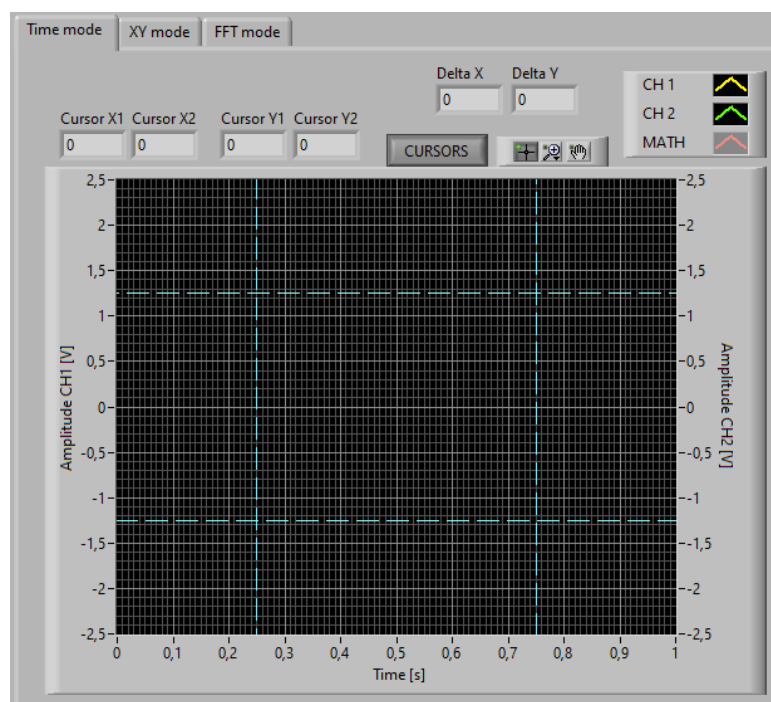 Time mode XY mode FFT mode
Delta X Delta Y
0 0
CH 1
CH 2
MATH
Cursor X1 Cursor X2 Cursor Y1 Cursor Y2
0 0 0 0
CURSORS
2,5 2,5
2 2
1,5 1,5
1 1
0,5 0,5
0 0
-0,5 -0,5
-1 -1
-1,5 -1,5
-2 -2
-2,5 -2,5
Amplitude CH1 [V]
Amplitude CH2 [V]
0 0,1 0,2 0,3 0,4 0,5 0,6 0,7 0,8 0,9 1
Time [s]